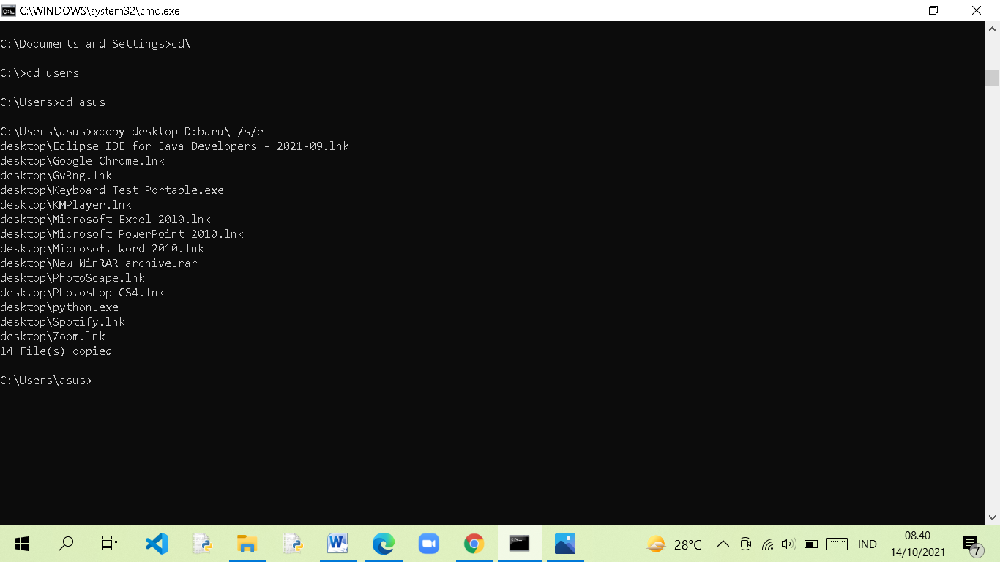 C:\WINDOWS\system32\cmd.exe
C:\Documents and Settings>cd\
C:\>cd users
C:\Users>cd asus
C:\Users\asus>xcopy desktop D:baru\ /s/e
desktop\Eclipse IDE for Java Developers - 2021-09.lnk
desktop\Google Chrome.lnk
desktop\GvRng.lnk
desktop\Keyboard Test Portable.exe
desktop\KMPlayer.lnk
desktop\Microsoft Excel 2010.lnk
desktop\Microsoft PowerPoint 2010.lnk
desktop\Microsoft Word 2010.lnk
desktop\New WinRAR archive.rar
desktop\PhotoScape.lnk
desktop\Photoshop CS4.lnk
desktop\python.exe
desktop\Spotify.lnk
desktop\Zoom.lnk
14 File(s) copied
C:\Users\asus>
28°C
IND
08.40
14/10/2021
7